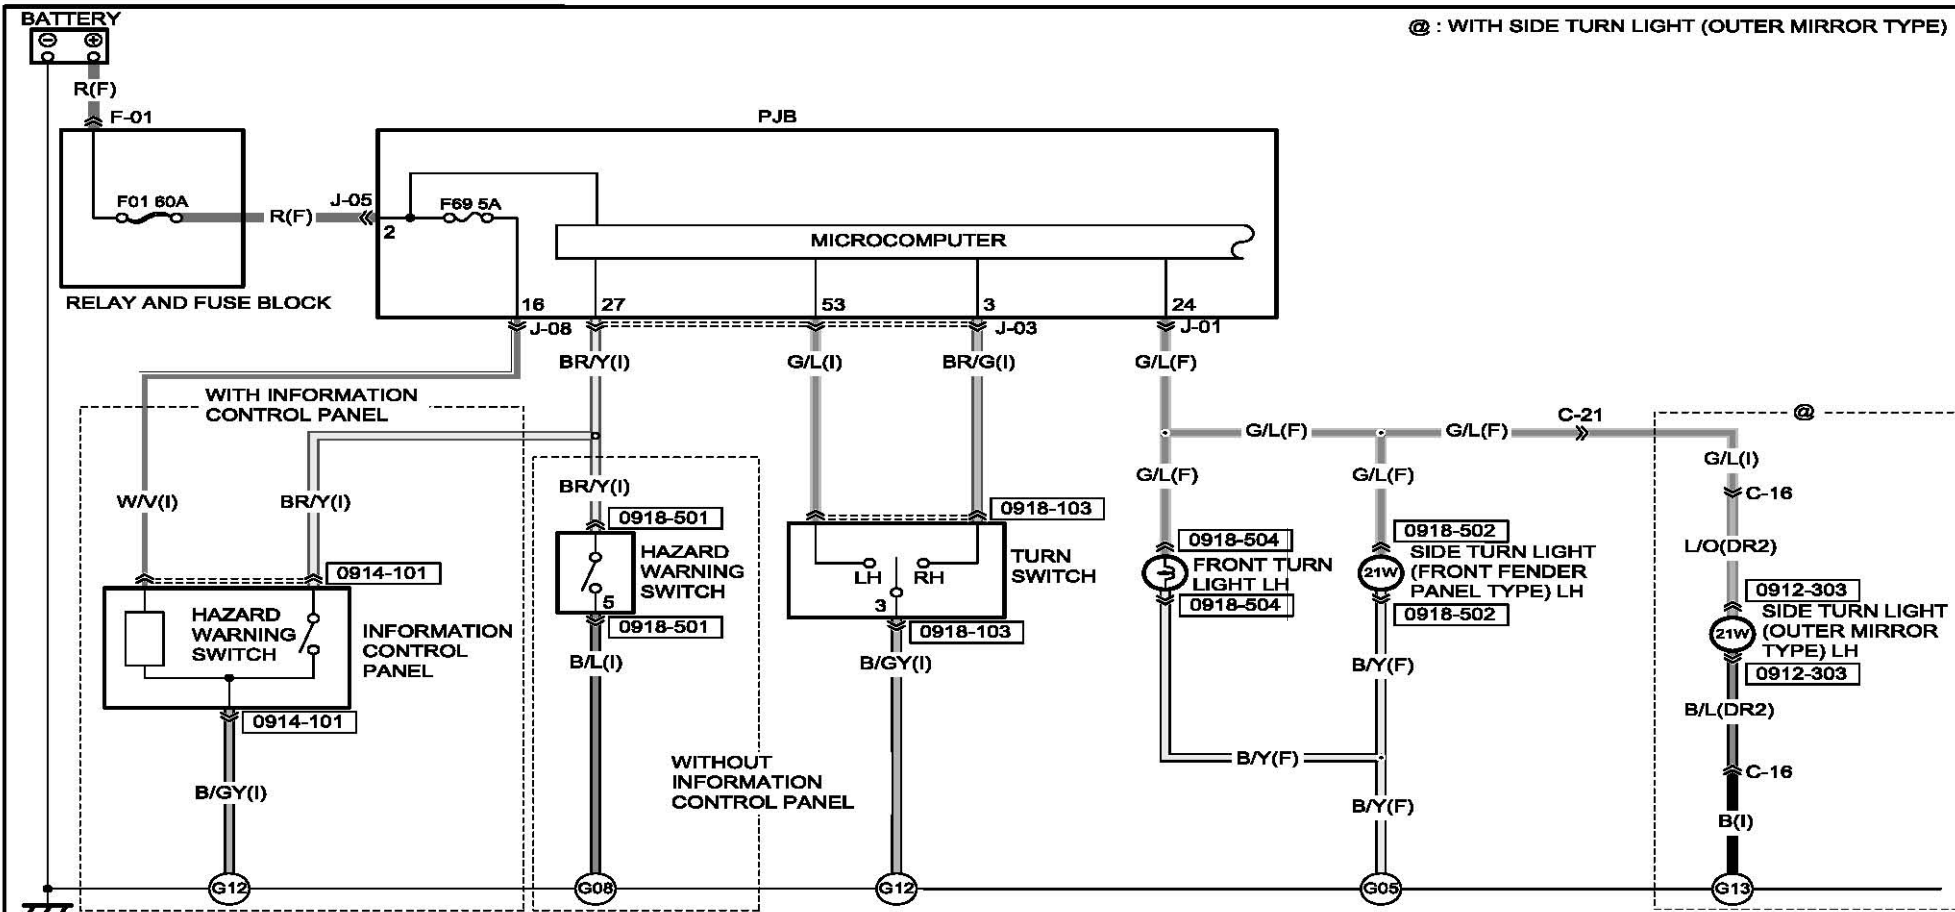 BATTERY
@ : WITH SIDE TURN LIGHT (OUTER MIRROR TYPE)
R(F)
F-01
PJB
F01 60A
R(F)
J-05
2
F69 5A
MICROCOMPUTER
RELAY AND FUSE BLOCK
16
27
53
3
24
J-08
J-03
J-01
BR/Y(I)
G/L(I)
BR/G(I)
G/L(F)
WITH INFORMATION
CONTROL PANEL
C-21
@
G/L(F)
G/L(F)
G/L(I)
W/V(I)
BR/Y(I)
BR/Y(I)
G/L(F)
G/L(F)
C-16
0918-501
0918-103
0918-504
0918-502
L/O(DR2)
HAZARD
WARNING
SWITCH
5
LH
RH
3
TURN
SWITCH
FRONT TURN
LIGHT LH
21W
SIDE TURN LIGHT
(FRONT FENDER
PANEL TYPE) LH
0914-101
0912-303
0918-504
0918-502
HAZARD
WARNING
SWITCH
INFORMATION
CONTROL
PANEL
0918-501
0918-103
21W
SIDE TURN LIGHT
(OUTER MIRROR
TYPE) LH
B/L(I)
B/GY(I)
B/Y(F)
0912-303
0914-101
B/L(DR2)
WITHOUT
INFORMATION
CONTROL PANEL
B/Y(F)
C-16
B/GY(I)
B/Y(F)
B(I)
G12
G08
G12
G05
G13